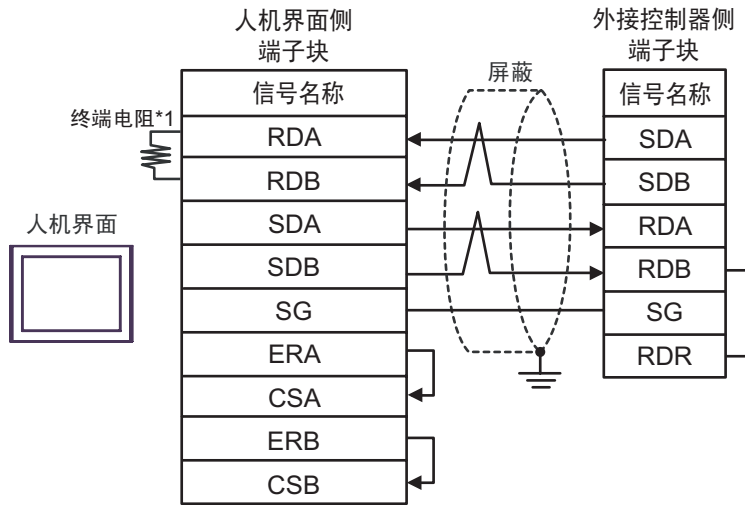 人机界面侧
端子块
外接控制器侧
端子块
屏蔽
信号名称
信号名称
终端电阻*1
RDA
SDA
RDB
SDB
人机界面
SDA
RDA
SDB
RDB
SG
SG
ERA
RDR
CSA
ERB
CSB